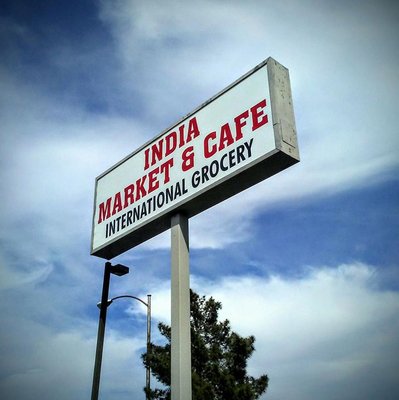 INDIA
MARKET & CAFE
INTERNATIONAL GROCERY